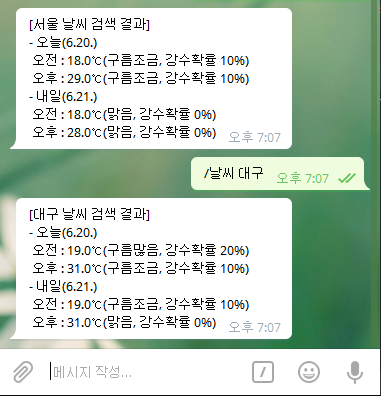 [서울 날씨 검색 결과]
- 오늘(6.20.)
오전 : 18.0℃(구름조금, 강수확률 10%)
오후 : 29.0℃(구름조금, 강수확률 10%)
- 내일(6.21.)
오전 : 18.0℃(맑음, 강수확률 0%)
오후 : 28.0℃(맑음, 강수확률 0%)
오후 7:07
/날씨 대구 오후 7:07
[대구 날씨 검색 결과]
- 오늘(6.20.)
오전 : 19.0℃(구름많음, 강수확률 20%)
오후 : 31.0℃(구름조금, 강수확률 10%)
- 내일(6.21.)
오전 : 19.0℃(구름조금, 강수확률 10%)
오후 : 31.0℃(맑음, 강수확률 0%)
오후 7:07
메시지 작성...